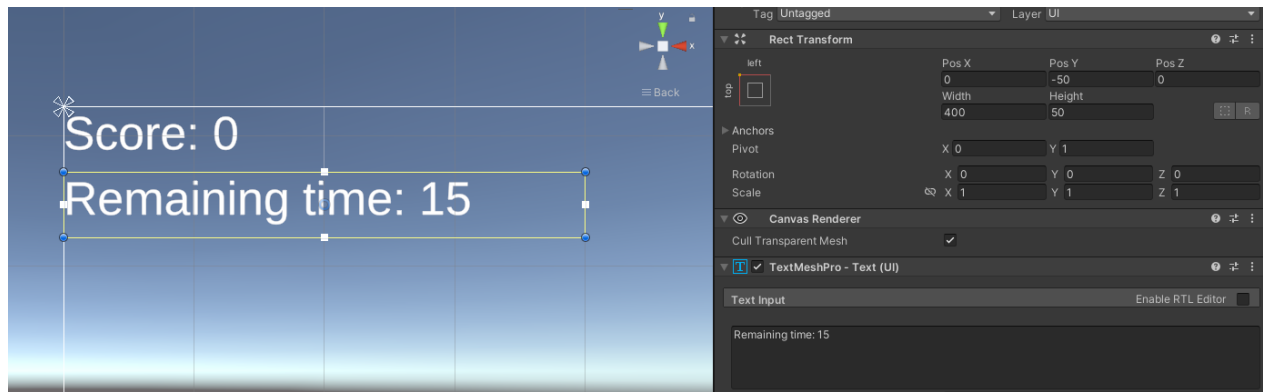 y
x
Back
Score: 0
Remaining time: 15
Tag Untagged Layer UI
Rect Transform
left Pos X Pos Y Pos Z
top 0 -50 0
Width Height
400 50 R
Anchors
Pivot X 0 Y 1
Rotation X 0 Y 0 Z 0
Scale X 1 Y 1 Z 1
Canvas Renderer
Cull Transparent Mesh
T TextMeshPro - Text (UI)
Text Input Enable RTL Editor
Remaining time: 15